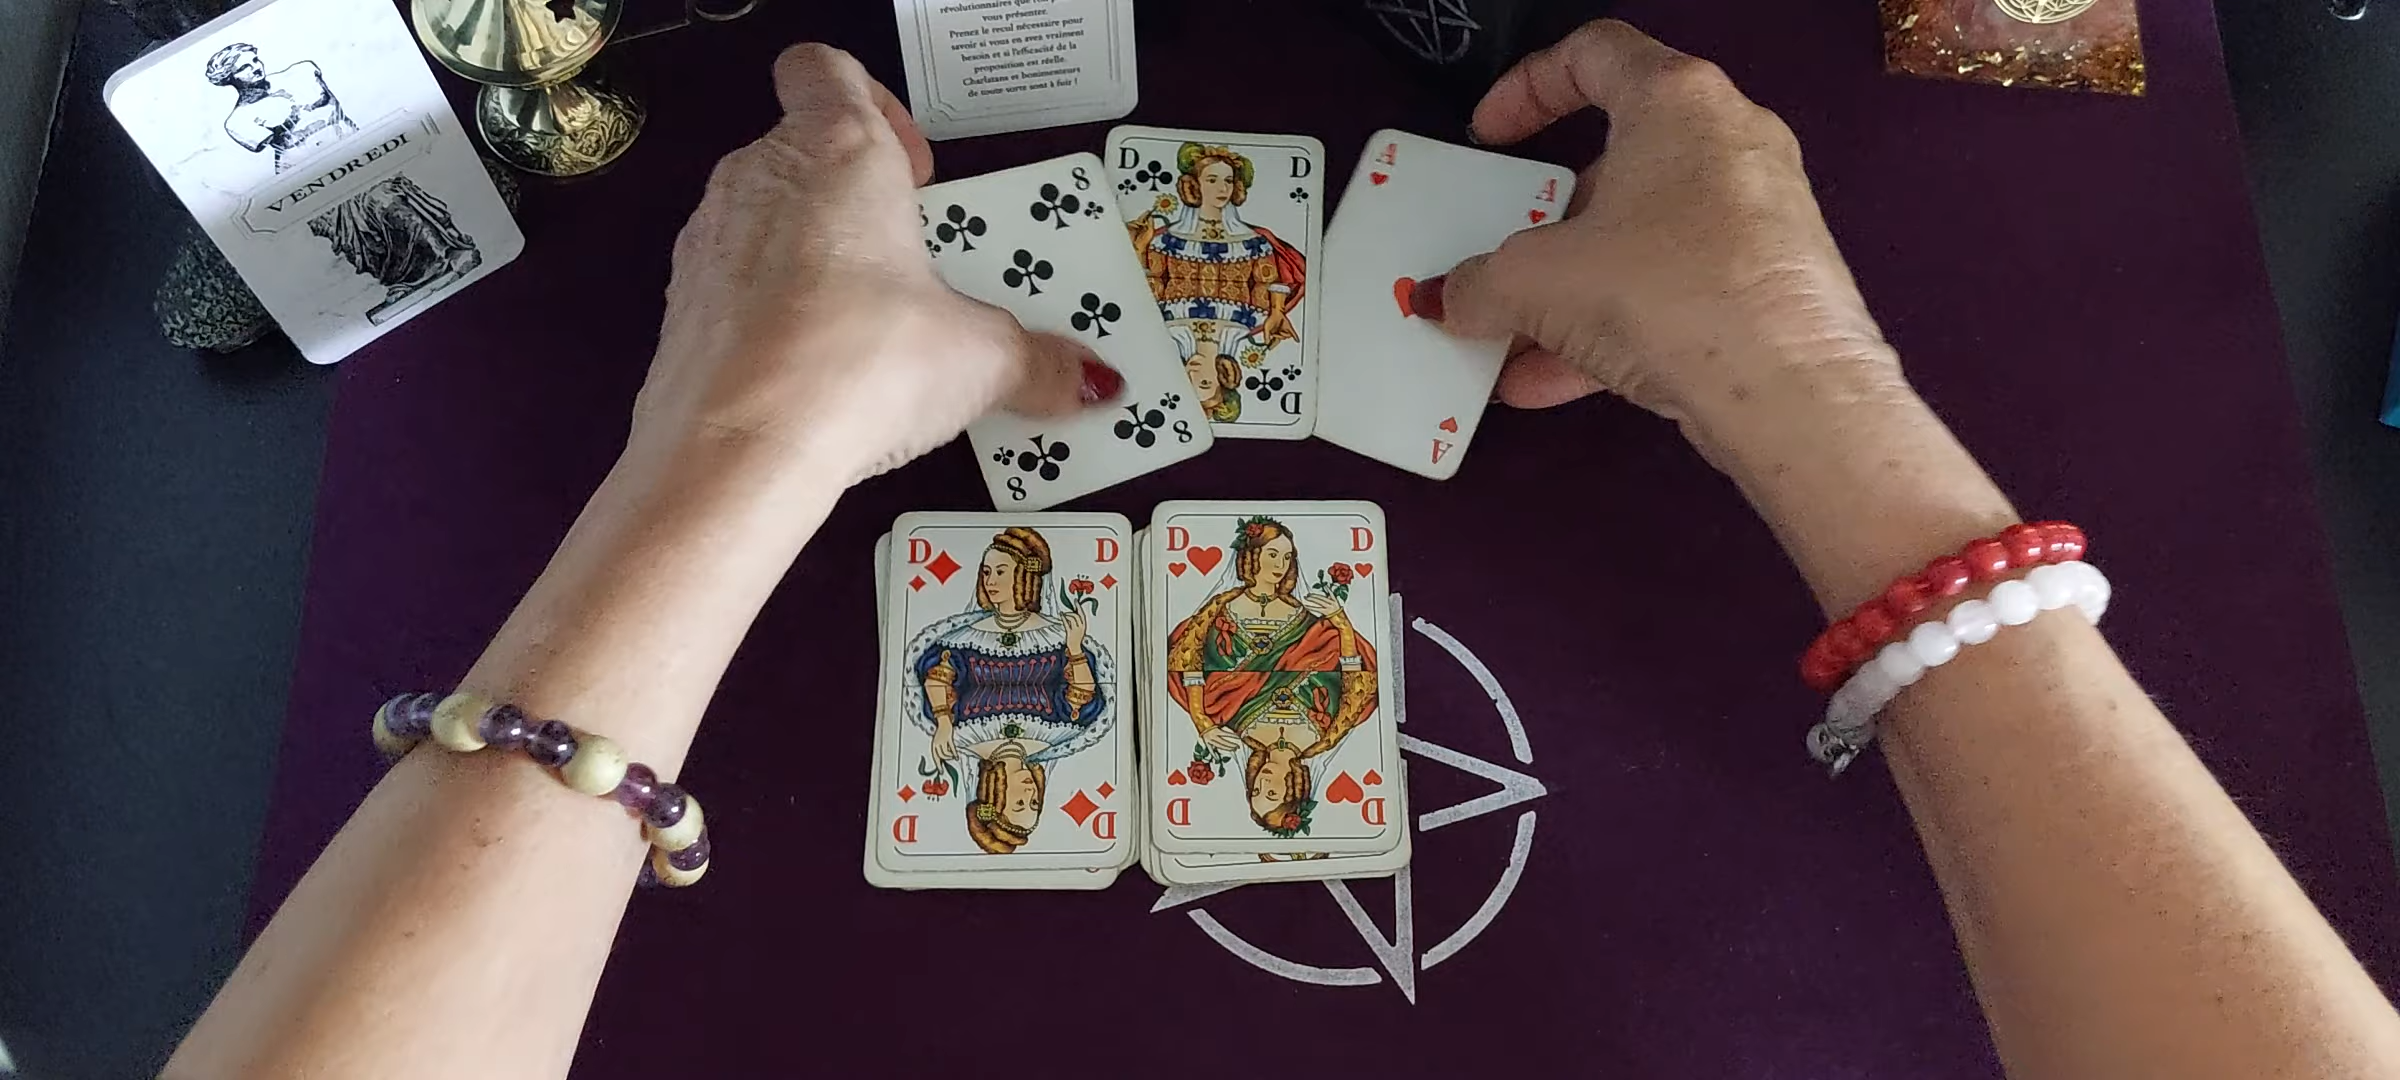 VENDREDI
révolutionnaires que
vous présente.
Prenez le recul nécessaire pour
savoir si vous en avez vraiment
besoin et si l'efficacité de la
proposition est réelle.
Charlatans et bonimenteurs
de toute sorte sont à fuir !
8
8
8
D
D
D
A
D
D
D
D
D
D
D
D